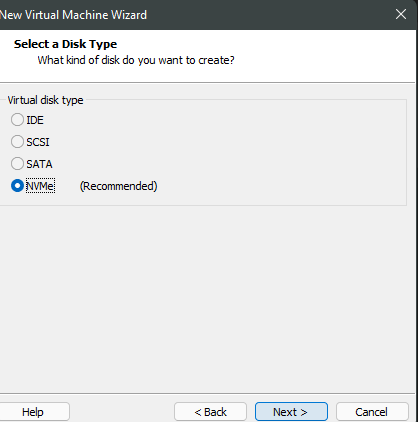 New Virtual Machine Wizard
Select a Disk Type
What kind of disk do you want to create?
Virtual disk type
IDE
SCSI
SATA
NVMe (Recommended)
Help < Back Next > Cancel